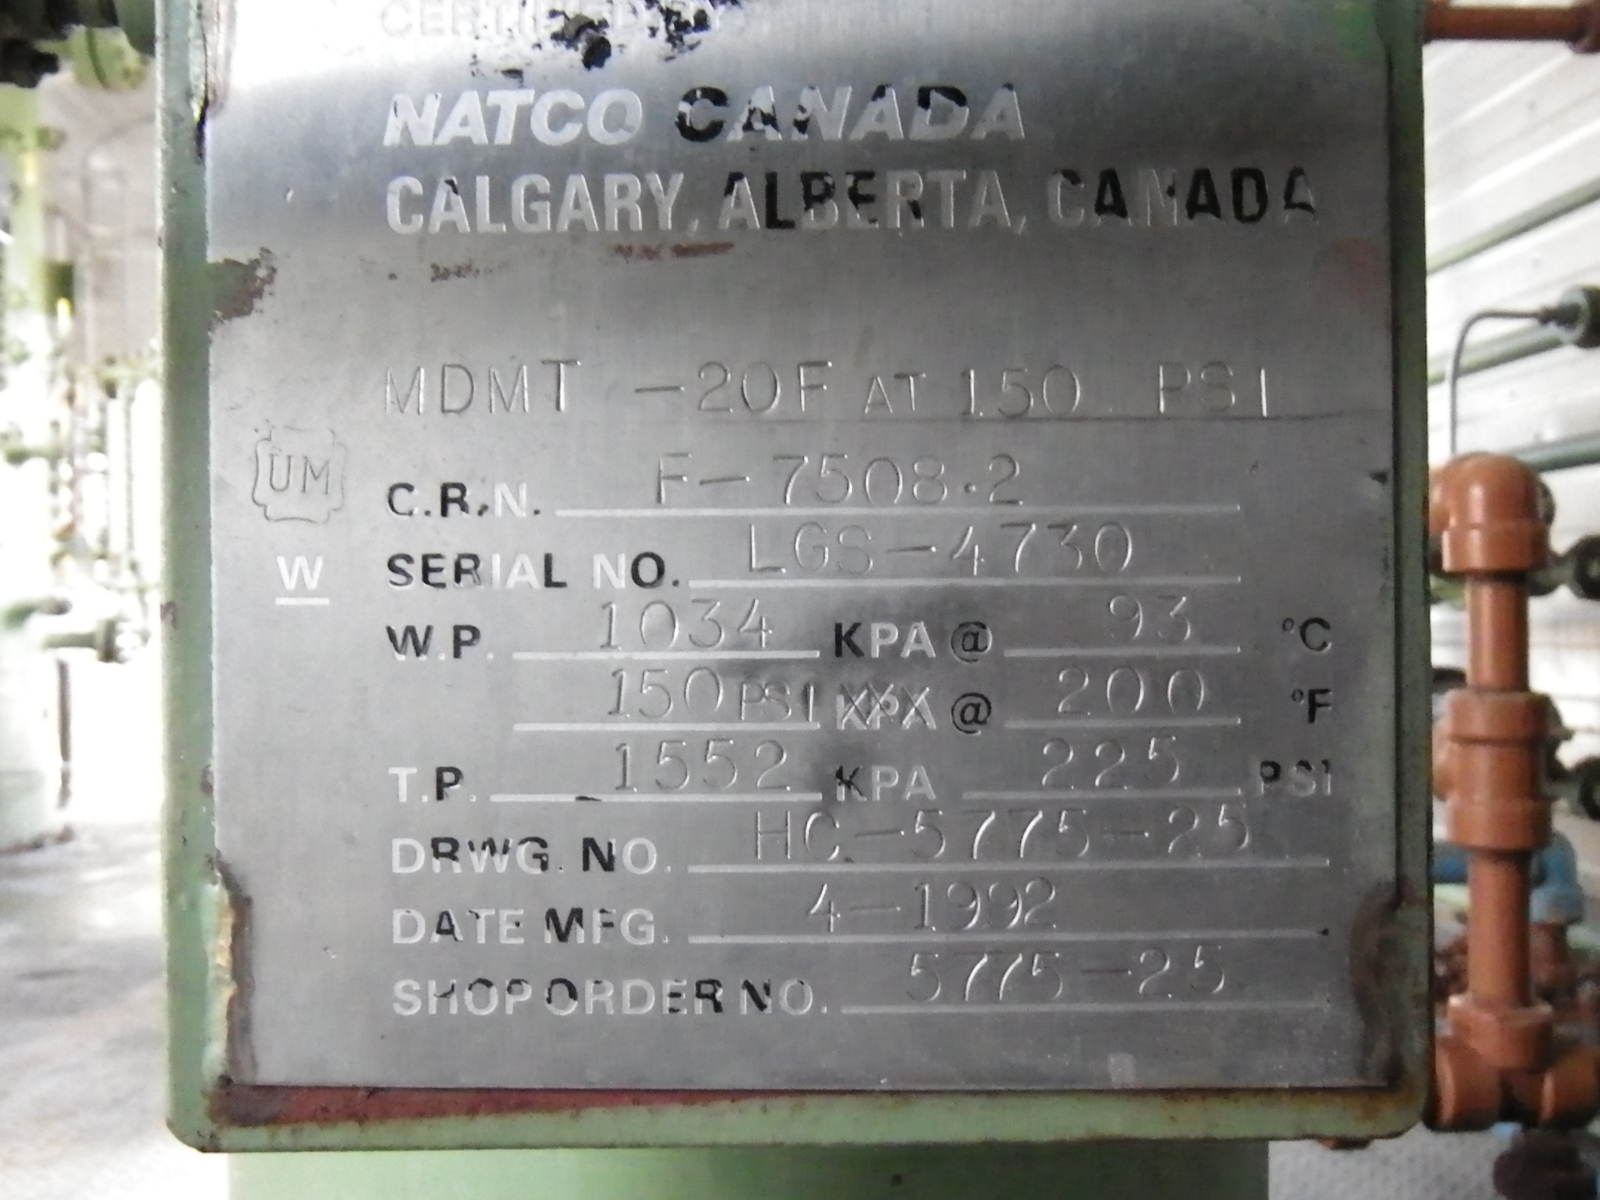 CERTIFIED BY
NATCO CANADA
CALGARY, ALBERTA, CANADA
MDMT -20F AT 150 PSI
UM
C.R.N. F-7508.2
W SERIAL NO. LGS-4730
W.P. 1034 KPA @ 93 °C
150 PSI KPA @ 200 °F
T.P. 1552 KPA 225 PSI
DRWG. NO. HC-5775-25
DATE MFG. 4-1992
SHOP ORDER NO. 5775-25